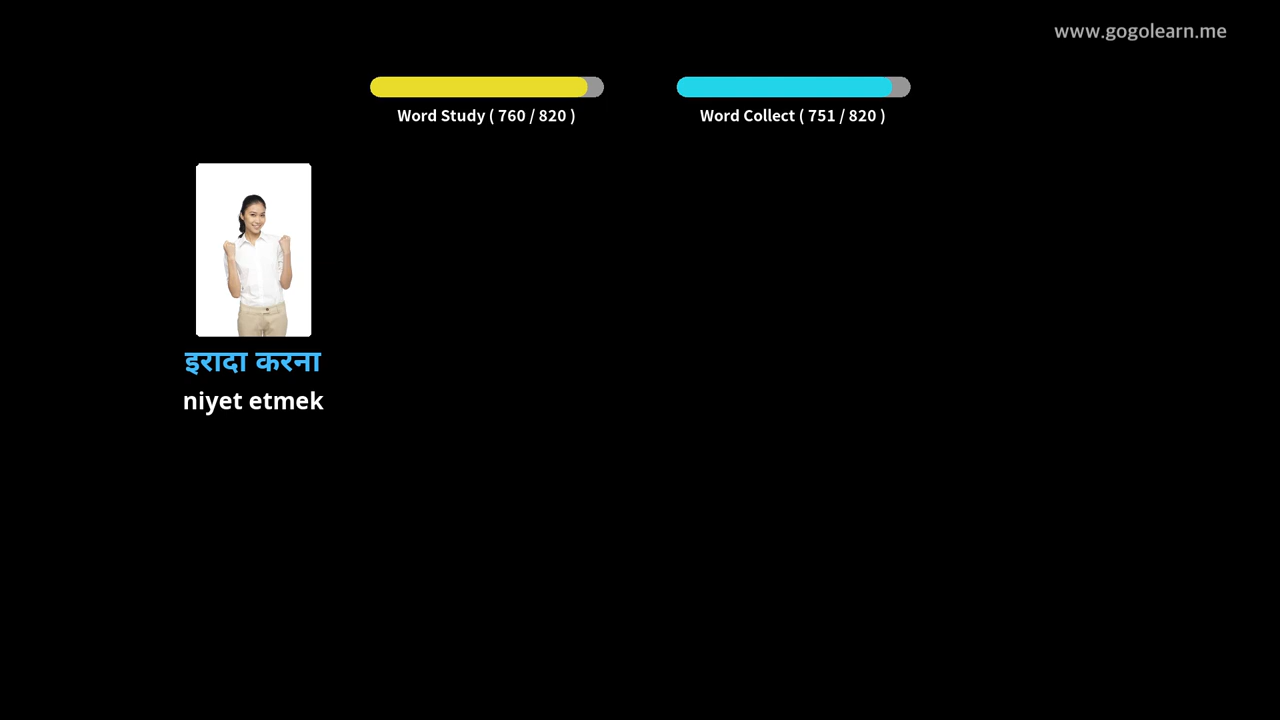 www.gogolearn.me
Word Study ( 760 / 820 )
Word Collect ( 751 / 820 )
इरादा करना
niyet etmek